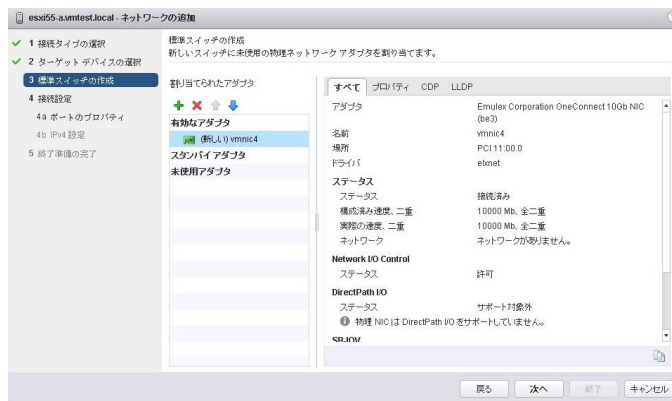 esxi55-a.vmtest.local - ネットワークの追加
1 接続タイプの選択
2 ターゲット デバイスの選択
3 標準スイッチの作成
4 接続設定
4a ポートのプロパティ
4b IPv4 設定
5 終了準備の完了
標準スイッチの作成
新しいスイッチに未使用の物理ネットワーク アダプタを割り当てます。
割り当てられたアダプタ:
有効なアダプタ
(新しい) vmnic4
スタンバイ アダプタ
未使用アダプタ
すべて プロパティ CDP LLDP
アダプタ Emulex Corporation OneConnect 10Gb NIC
(be3)
名前 vmnic4
場所 PCI 11:00.0
ドライバ elxnet
ステータス
ステータス 接続済み
構成済み速度、二重 10000 Mb、全二重
実際の速度、二重 10000 Mb、全二重
ネットワーク ネットワークがありません。
Network I/O Control
ステータス 許可
DirectPath I/O
ステータス サポート対象外
物理 NIC は DirectPath I/O をサポートしていません。
SR-IOV
戻る 次へ 終了 キャンセル